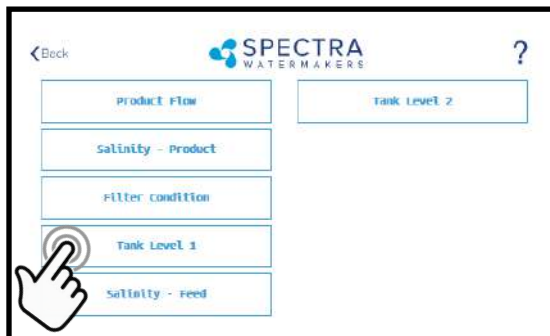 Back
SPECTRA
WATERMAKERS
?
Product Flow
Tank Level 2
Salinity - Product
Filter Condition
Tank Level 1
Salinity - Feed